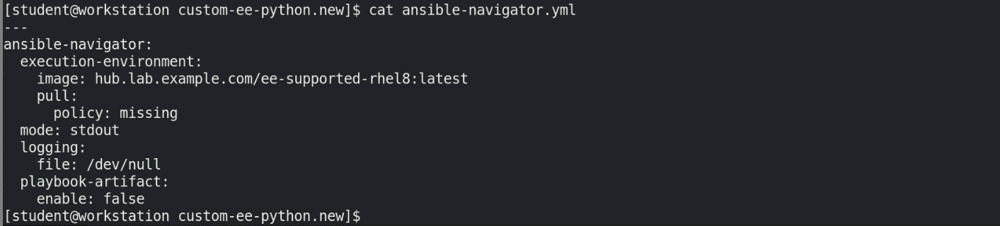 [student@workstation custom-ee-python.new]$ cat ansible-navigator.yml
---
ansible-navigator:
  execution-environment:
    image: hub.lab.example.com/ee-supported-rhel8:latest
    pull:
      policy: missing
  mode: stdout
  logging:
    file: /dev/null
  playbook-artifact:
    enable: false
[student@workstation custom-ee-python.new]$